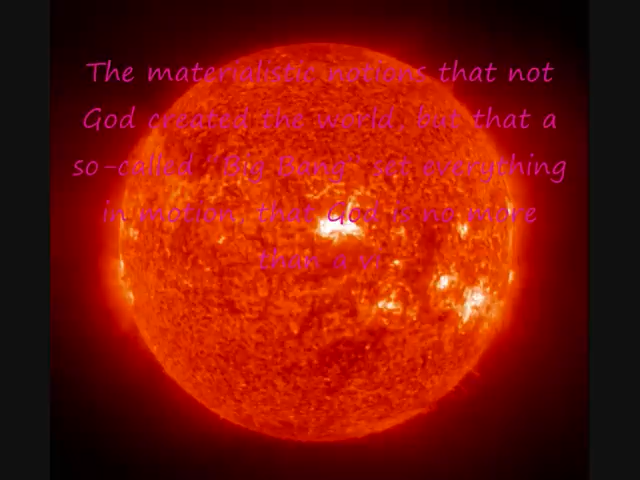 The materialistic notions that not
God created the world, but that a
so-called "Big Bang" set everything
in motion, that God is no more
than a vi